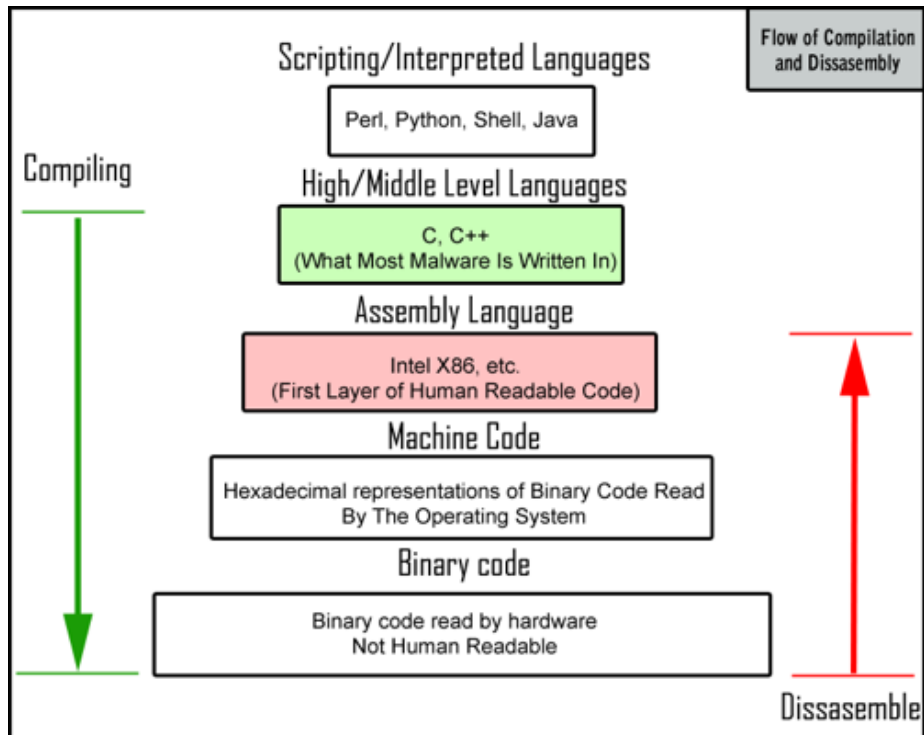 Flow of Compilation
and Dissasembly
Scripting/Interpreted Languages
Perl, Python, Shell, Java
Compiling
High/Middle Level Languages
C, C++
(What Most Malware Is Written In)
Assembly Language
Intel X86, etc.
(First Layer of Human Readable Code)
Machine Code
Hexadecimal representations of Binary Code Read
By The Operating System
Binary code
Binary code read by hardware
Not Human Readable
Dissasemble